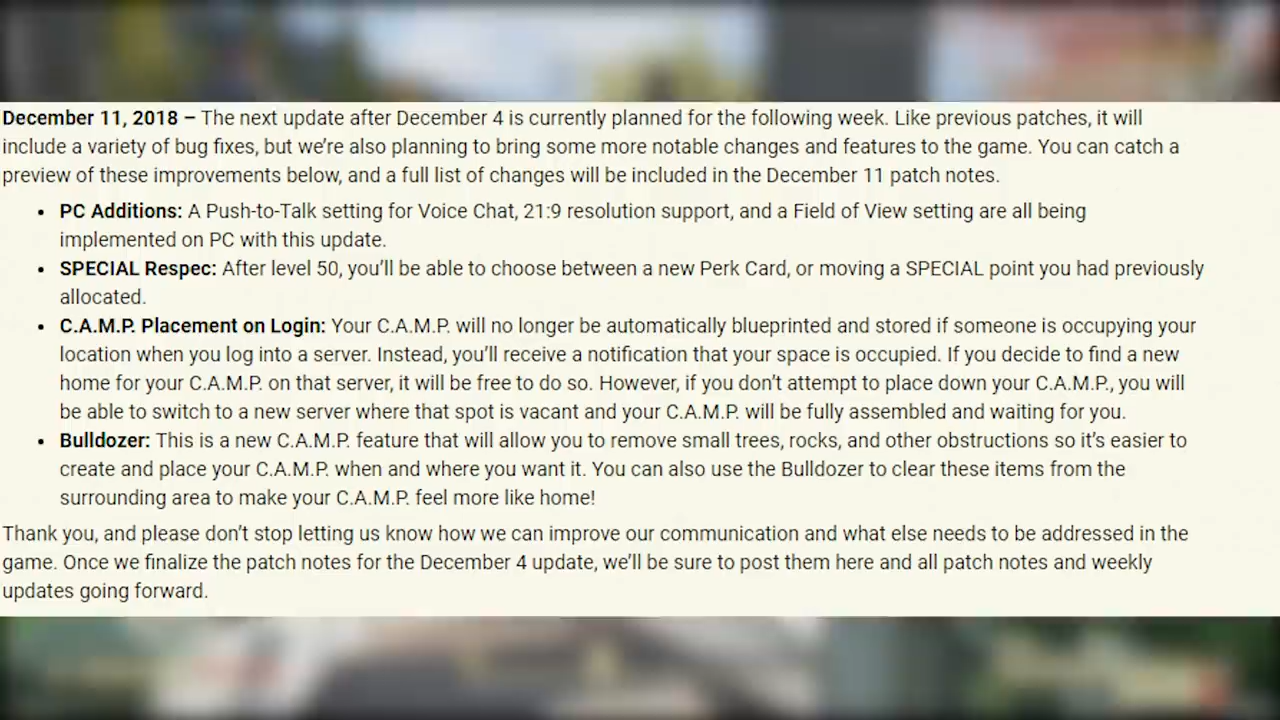 December 11, 2018 – The next update after December 4 is currently planned for the following week. Like previous patches, it will
include a variety of bug fixes, but we’re also planning to bring some more notable changes and features to the game. You can catch a
preview of these improvements below, and a full list of changes will be included in the December 11 patch notes.
• PC Additions: A Push-to-Talk setting for Voice Chat, 21:9 resolution support, and a Field of View setting are all being
implemented on PC with this update.
• SPECIAL Respec: After level 50, you’ll be able to choose between a new Perk Card, or moving a SPECIAL point you had previously
allocated.
• C.A.M.P. Placement on Login: Your C.A.M.P. will no longer be automatically blueprinted and stored if someone is occupying your
location when you log into a server. Instead, you’ll receive a notification that your space is occupied. If you decide to find a new
home for your C.A.M.P. on that server, it will be free to do so. However, if you don’t attempt to place down your C.A.M.P., you will
be able to switch to a new server where that spot is vacant and your C.A.M.P. will be fully assembled and waiting for you.
• Bulldozer: This is a new C.A.M.P. feature that will allow you to remove small trees, rocks, and other obstructions so it’s easier to
create and place your C.A.M.P. when and where you want it. You can also use the Bulldozer to clear these items from the
surrounding area to make your C.A.M.P. feel more like home!
Thank you, and please don’t stop letting us know how we can improve our communication and what else needs to be addressed in the
game. Once we finalize the patch notes for the December 4 update, we’ll be sure to post them here and all patch notes and weekly
updates going forward.